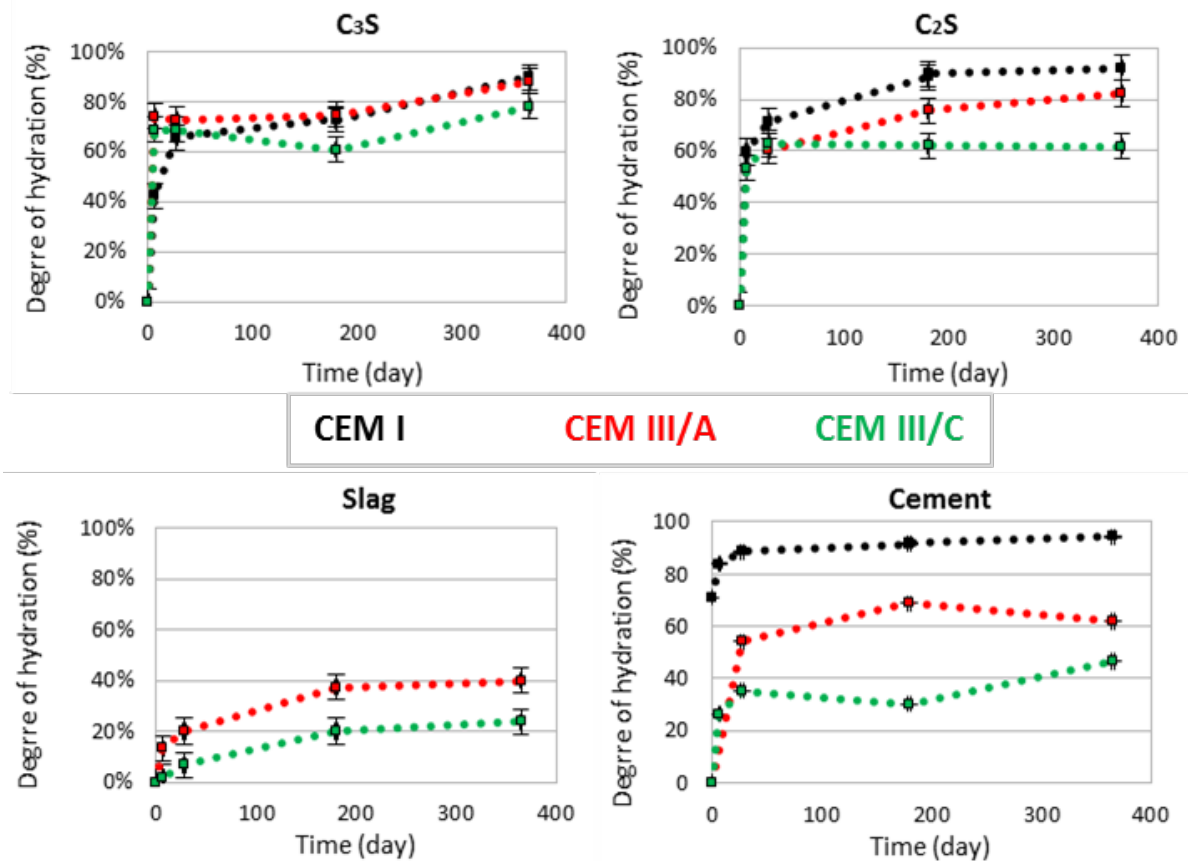 C₃S
Degrre of hydration (%)
100%
80%
60%
40%
20%
0%
0 100 200 300 400
Time (day)
C₂S
Degrre of hydration (%)
100%
80%
60%
40%
20%
0%
0 100 200 300 400
Time (day)
CEM I CEM III/A CEM III/C
Slag
Degrre of hydration (%)
100%
80%
60%
40%
20%
0%
0 100 200 300 400
Time (day)
Cement
Degrre of hydration (%)
100
80
60
40
20
0
0 100 200 300 400
Time (day)